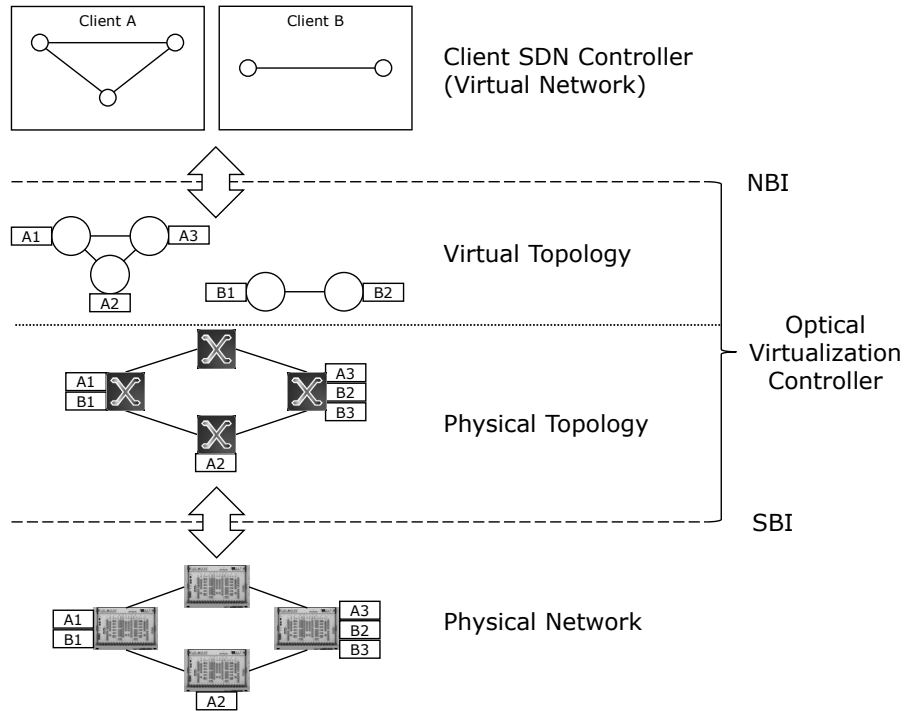 Client A
Client B
Client SDN Controller
(Virtual Network)
NBI
A1
A3
A2
B1
B2
Virtual Topology
Optical
Virtualization
Controller
A1
B1
A3
B2
B3
A2
Physical Topology
SBI
A1
B1
A3
B2
B3
A2
Physical Network